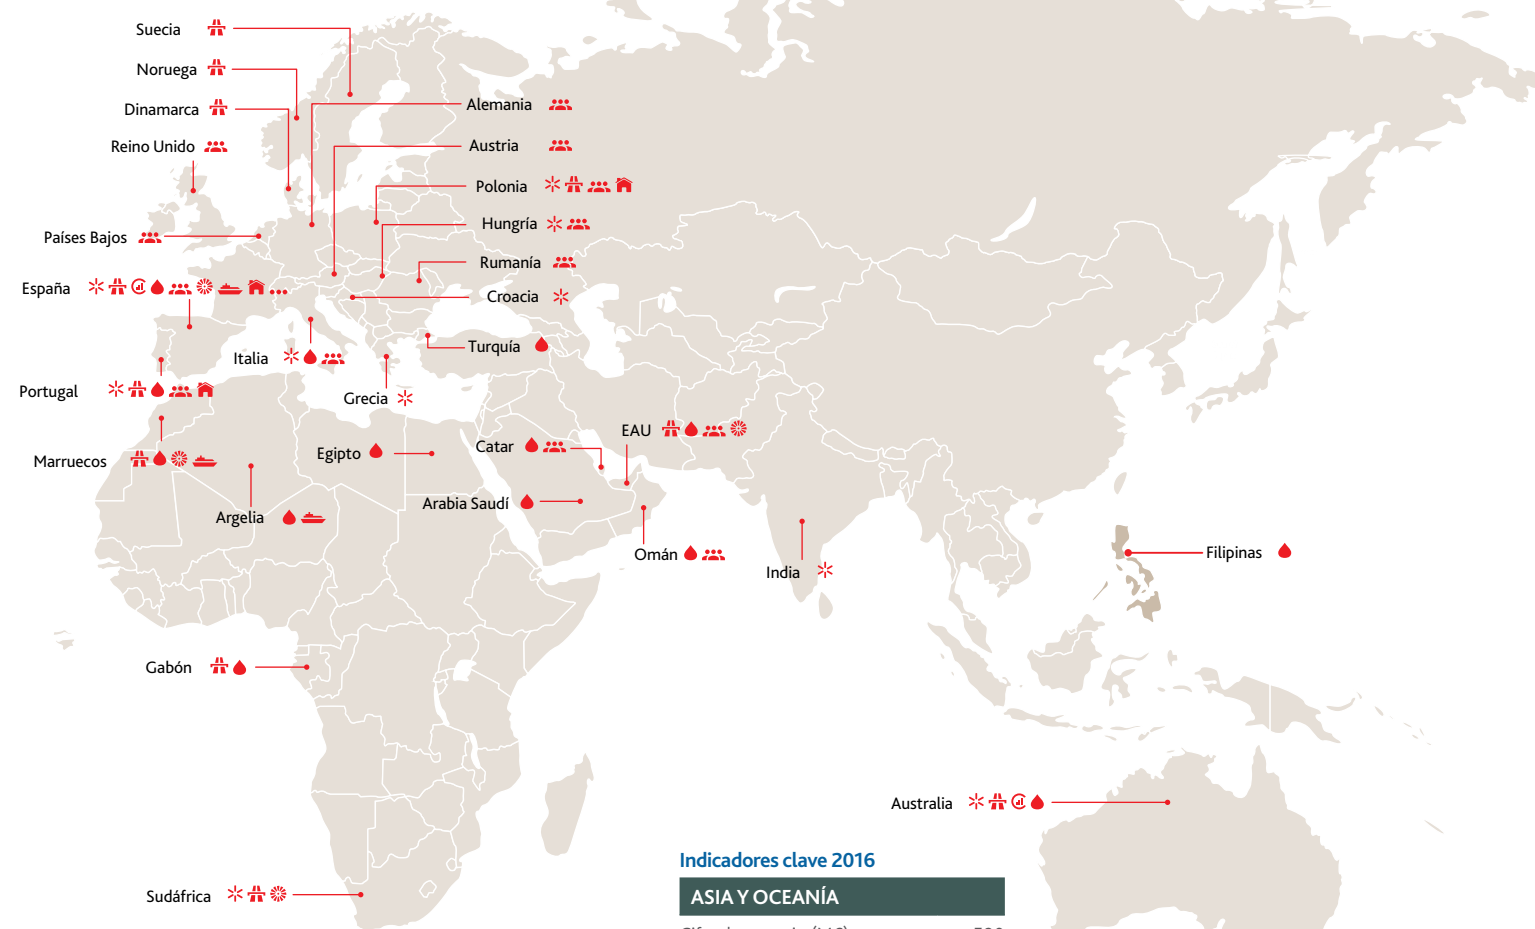 Suecia
Noruega
Dinamarca
Alemania
Reino Unido
Austria
Polonia
Hungría
Países Bajos
Rumanía
España
Croacia
Turquía
Italia
Portugal
Grecia
EAU
Catar
Egipto
Marruecos
Arabia Saudí
Argelia
Omán
Filipinas
India
Gabón
Australia
Indicadores clave 2016
ASIA Y OCEANÍA
Sudáfrica